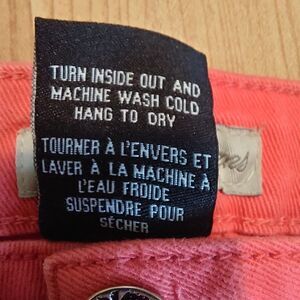 TURN INSIDE OUT AND
MACHINE WASH COLD
HANG TO DRY
TOURNER À L'ENVERS ET
LAVER À LA MACHINE À
L'EAU FROIDE
SUSPENDRE POUR
SÉCHER